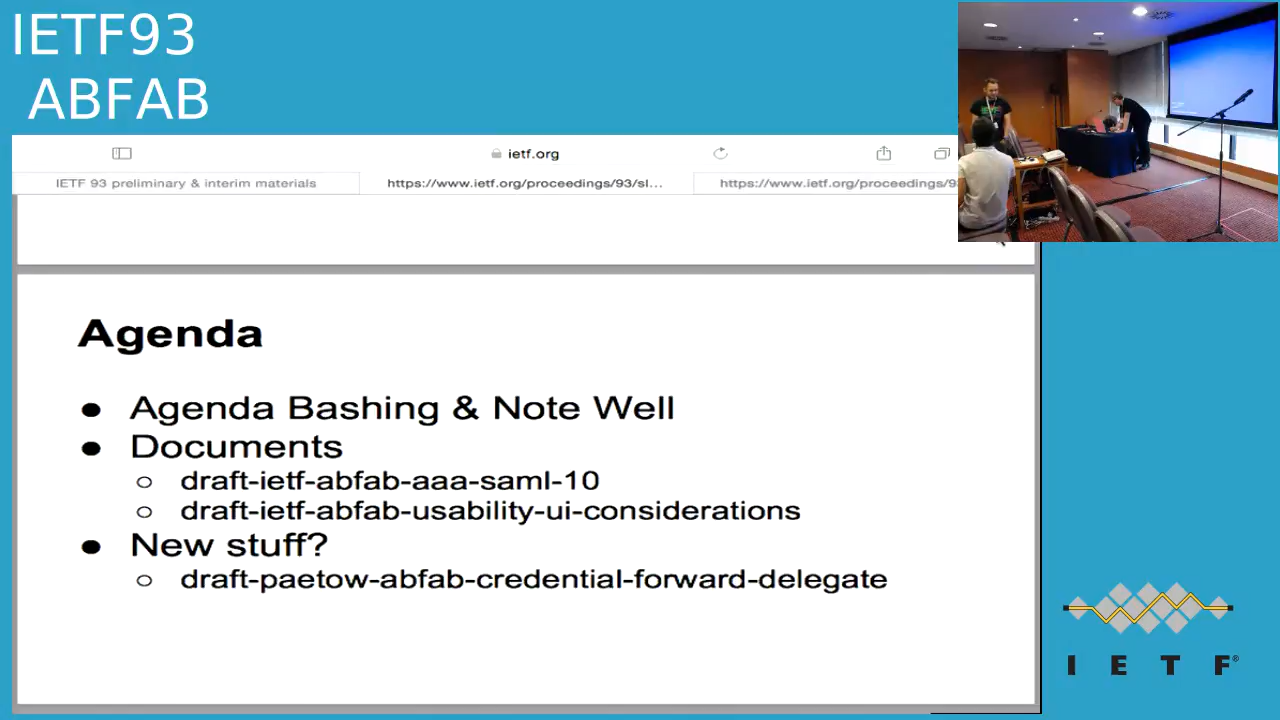 IETF93
ABFAB
ietf.org
IETF 93 preliminary & interim materials
https://www.ietf.org/proceedings/93/sl...
https://www.ietf.org/proceedings/9
Agenda
● Agenda Bashing & Note Well
● Documents
○ draft-ietf-abfab-aaa-saml-10
○ draft-ietf-abfab-usability-ui-considerations
● New stuff?
○ draft-paetow-abfab-credential-forward-delegate
I E T F®